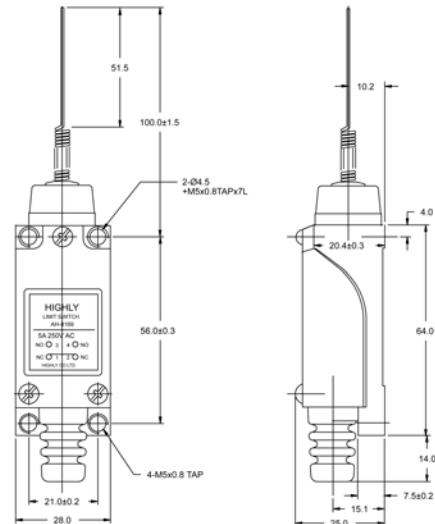 51.5
100.0±1.5
10.2
2-Ø4.5
+M5x0.8TAPx7L
4.0
20.4±0.3
HIGHLY
LIMIT SWITCH
5A 250V AC
NO 3 4 NO
NC 1 2 NC
HIGHLY CO LTD
56.0±0.3
64.0
4-M5x0.8 TAP
14.0
21.0±0.2
28.0
7.5±0.2
15.1
25.0